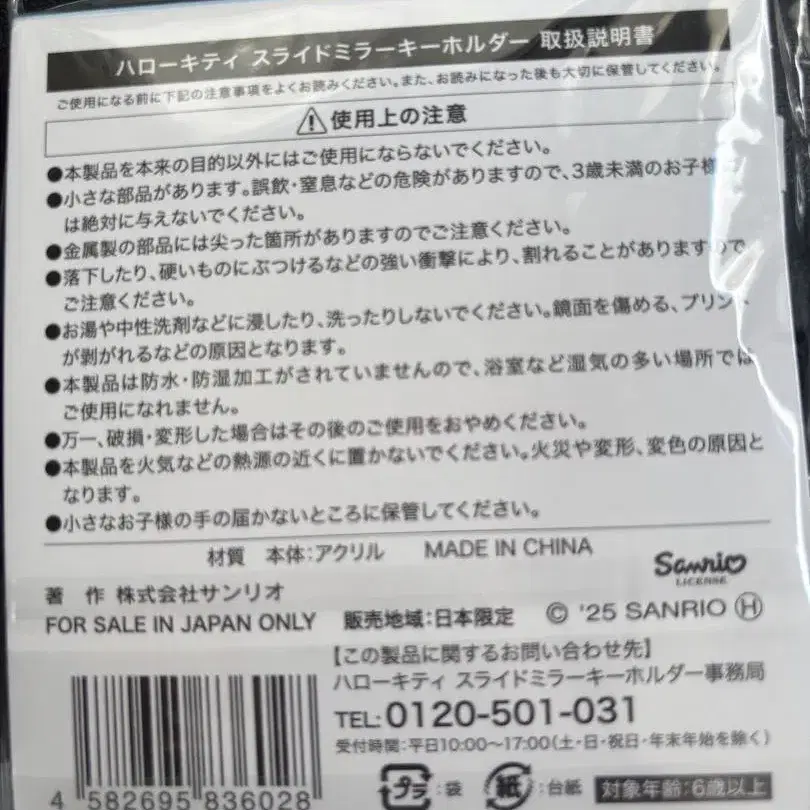 ハローキティ スライドミラーキーホルダー 取扱説明書
ご使用になる前に下記の注意事項をよくお読みください。また、お読みになった後も大切に保管してください。
⚠使用上の注意
●本製品を本来の目的以外にはご使用にならないでください。
●小さな部品があります。誤飲・窒息などの危険がありますので、3歳未満のお子様に
は絶対に与えないでください。
●金属製の部品には尖った箇所がありますのでご注意ください。
●落下したり、硬いものにぶつけるなどの強い衝撃により、割れることがありますので
ご注意ください。
●お湯や中性洗剤などに浸したり、洗ったりしないでください。鏡面を傷める、プリント
が剥がれるなどの原因となります。
●本製品は防水・防湿加工がされていませんので、浴室など湿気の多い場所では
ご使用になれません。
●万一、破損・変形した場合はその後のご使用をおやめください。
●本製品を火気などの熱源の近くに置かないでください。火災や変形、変色の原因と
なります。
●小さなお子様の手の届かないところに保管してください。
材質 本体:アクリル MADE IN CHINA
Sanrio
LICENSE
著 作 株式会社サンリオ
FOR SALE IN JAPAN ONLY 販売地域:日本限定 © '25 SANRIO Ⓗ
【この製品に関するお問い合わせ先】
ハローキティ スライドミラーキーホルダー事務局
TEL:0120-501-031
受付時間:平日10:00～17:00(土・日・祝日・年末年始を除く)
4 582695 836028
プラ :袋 紙 :台紙 対象年齢:6歳以上